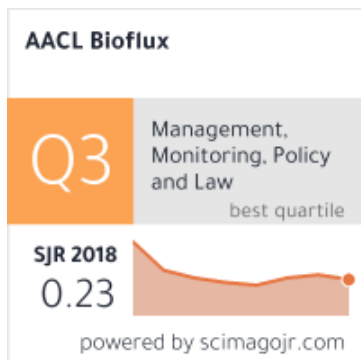 AACL Bioflux
Q3
Management,
Monitoring, Policy
and Law
best quartile
SJR 2018
0.23
powered by scimagojr.com